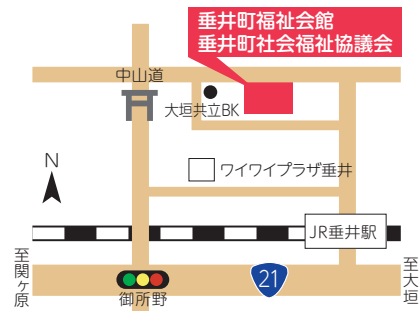 垂井町福祉会館
垂井町社会福祉協議会
中山道
大垣共立BK
N
ワイワイプラザ垂井
JR垂井駅
至関ヶ原
至大垣
21
御所野